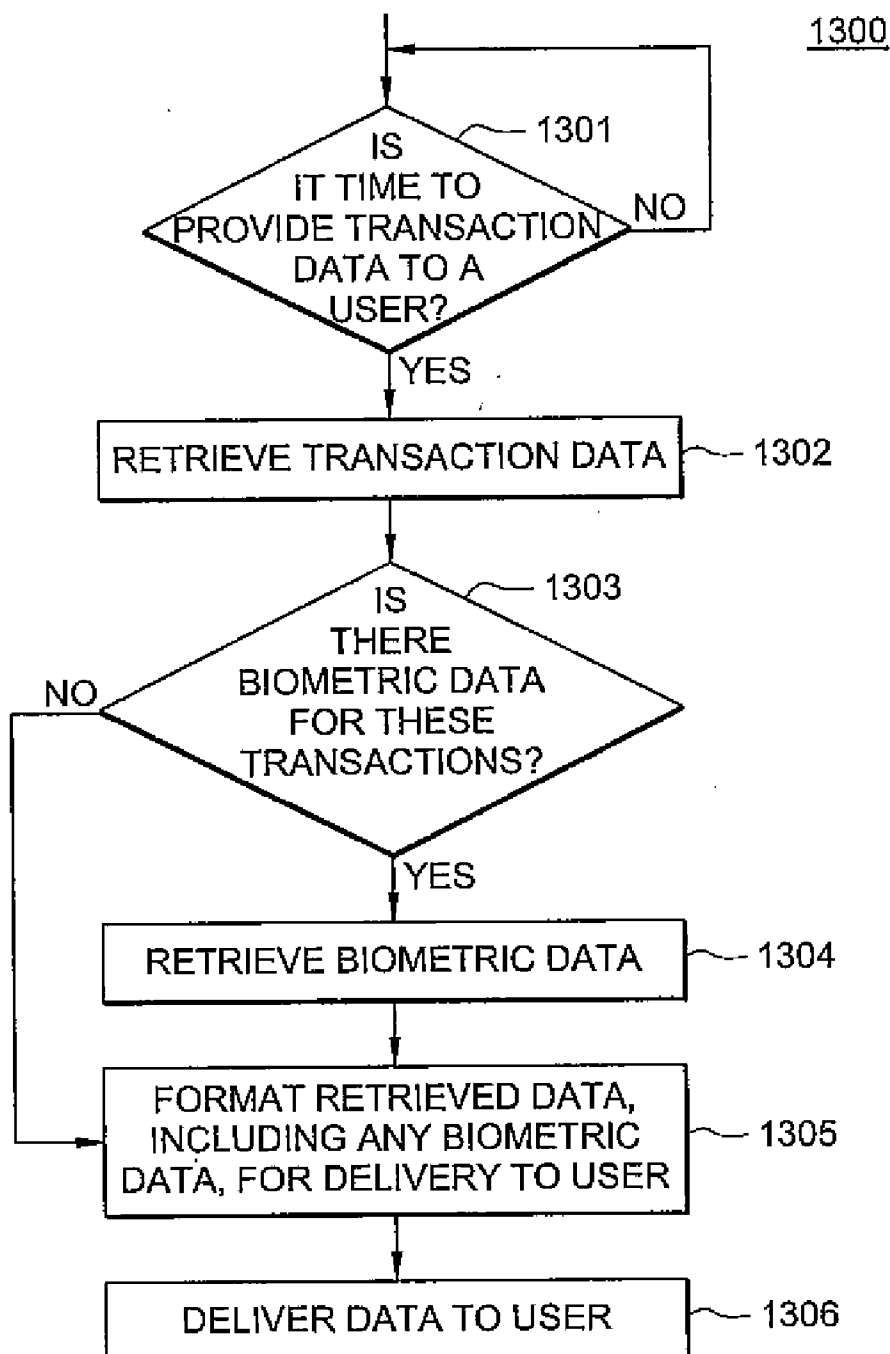 1300
1301
IS
IT TIME TO
PROVIDE TRANSACTION
DATA TO A
USER?
NO
YES
RETRIEVE TRANSACTION DATA
1302
1303
IS
THERE
BIOMETRIC DATA
FOR THESE
TRANSACTIONS?
NO
YES
RETRIEVE BIOMETRIC DATA
1304
FORMAT RETRIEVED DATA,
INCLUDING ANY BIOMETRIC
DATA, FOR DELIVERY TO USER
1305
DELIVER DATA TO USER
1306